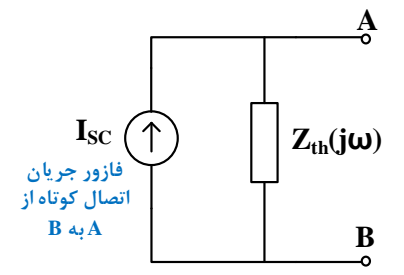 A
I_SC
Z_th(jω)
فازور جریان
اتصال کوتاه از
A به B
B